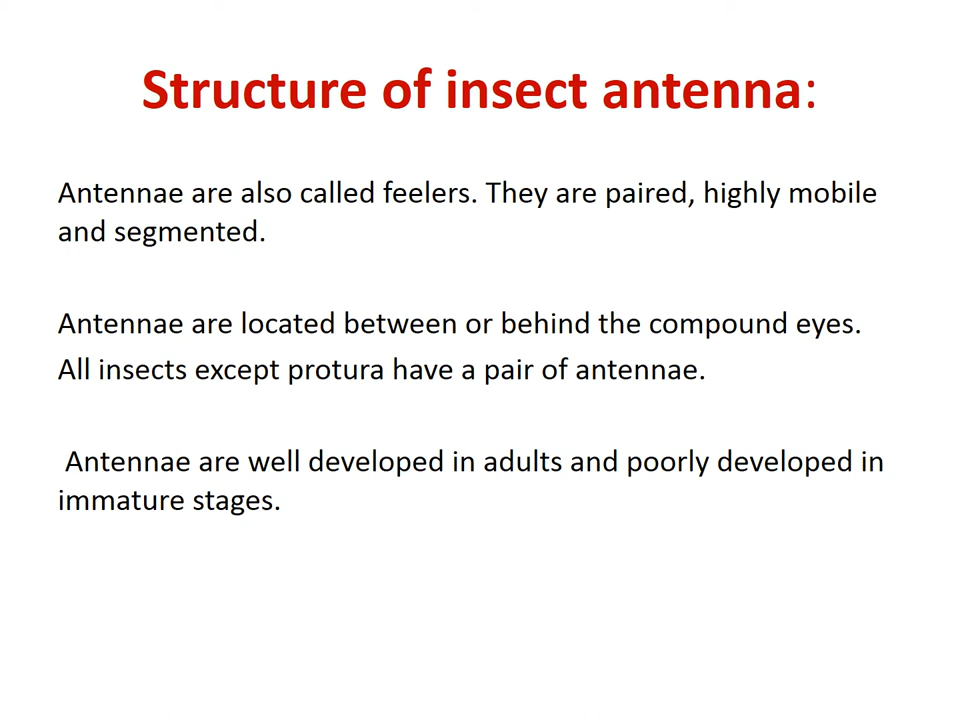 Structure of insect antenna:
Antennae are also called feelers. They are paired, highly mobile
and segmented.
Antennae are located between or behind the compound eyes.
All insects except protura have a pair of antennae.
Antennae are well developed in adults and poorly developed in
immature stages.